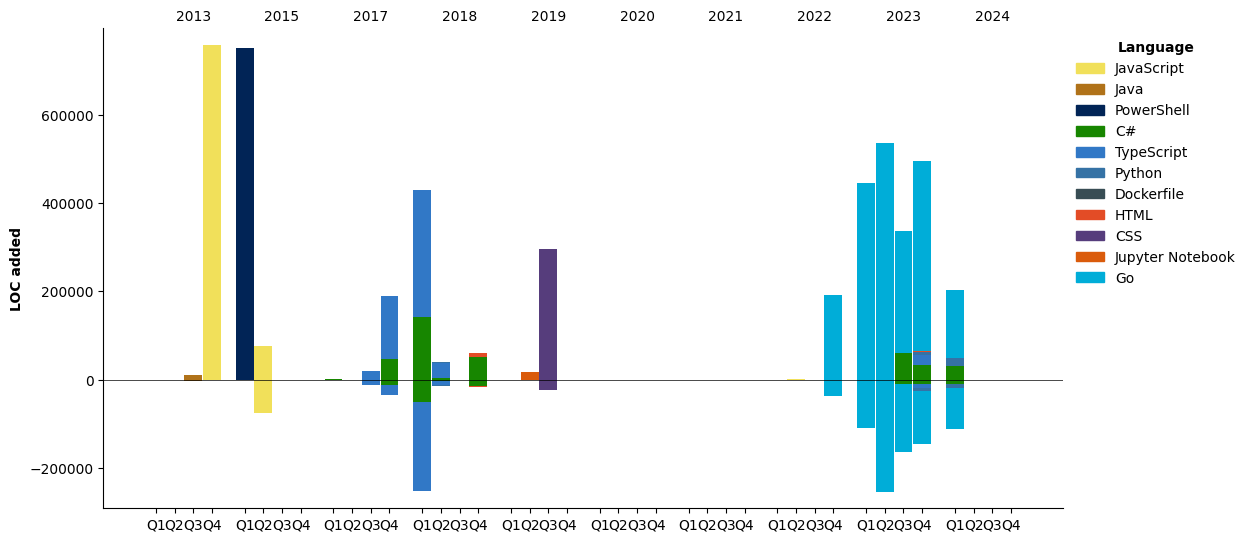 2013 2015 2017 2018 2019 2020 2021 2022 2023 2024
Language
JavaScript
Java
PowerShell
C#
TypeScript
Python
Dockerfile
HTML
CSS
Jupyter Notebook
Go
LOC added
600000
400000
200000
0
−200000
Q1Q2Q3Q4 Q1Q2Q3Q4 Q1Q2Q3Q4 Q1Q2Q3Q4 Q1Q2Q3Q4 Q1Q2Q3Q4 Q1Q2Q3Q4 Q1Q2Q3Q4 Q1Q2Q3Q4 Q1Q2Q3Q4